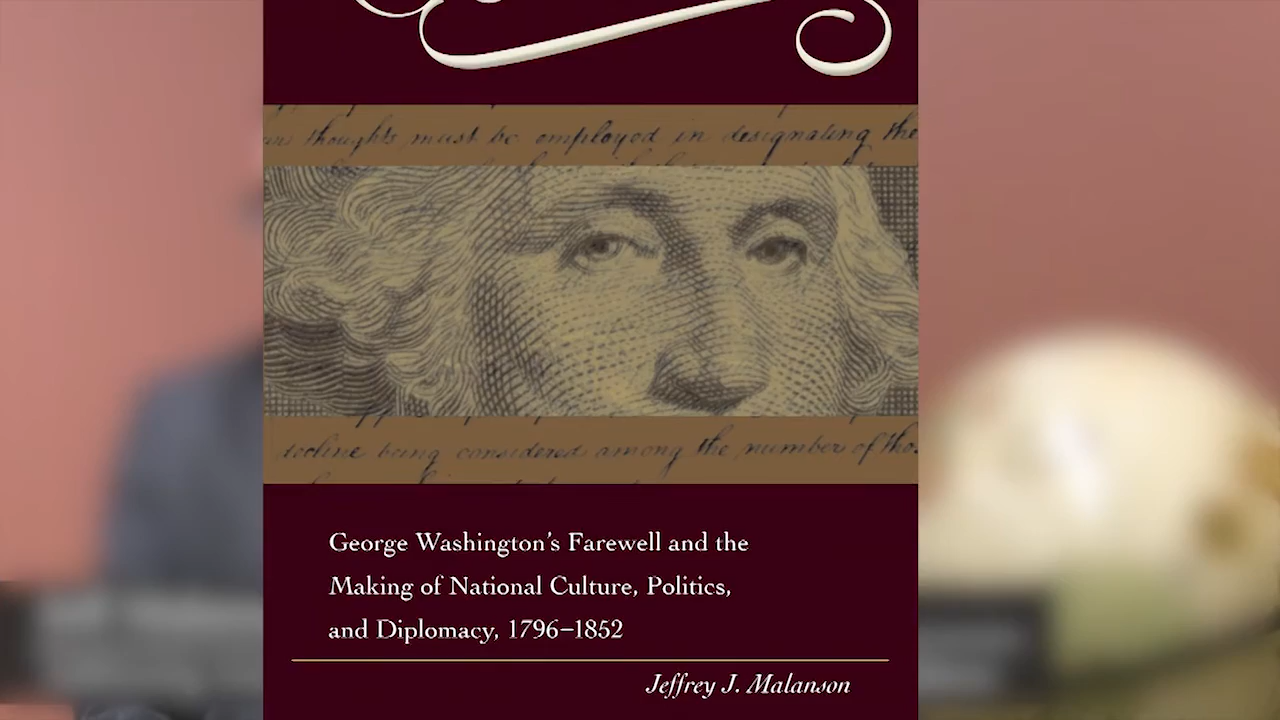 thoughts must be employed in designating the
decline being considered among the number of thos
George Washington's Farewell and the
Making of National Culture, Politics,
and Diplomacy, 1796–1852
Jeffrey J. Malanson